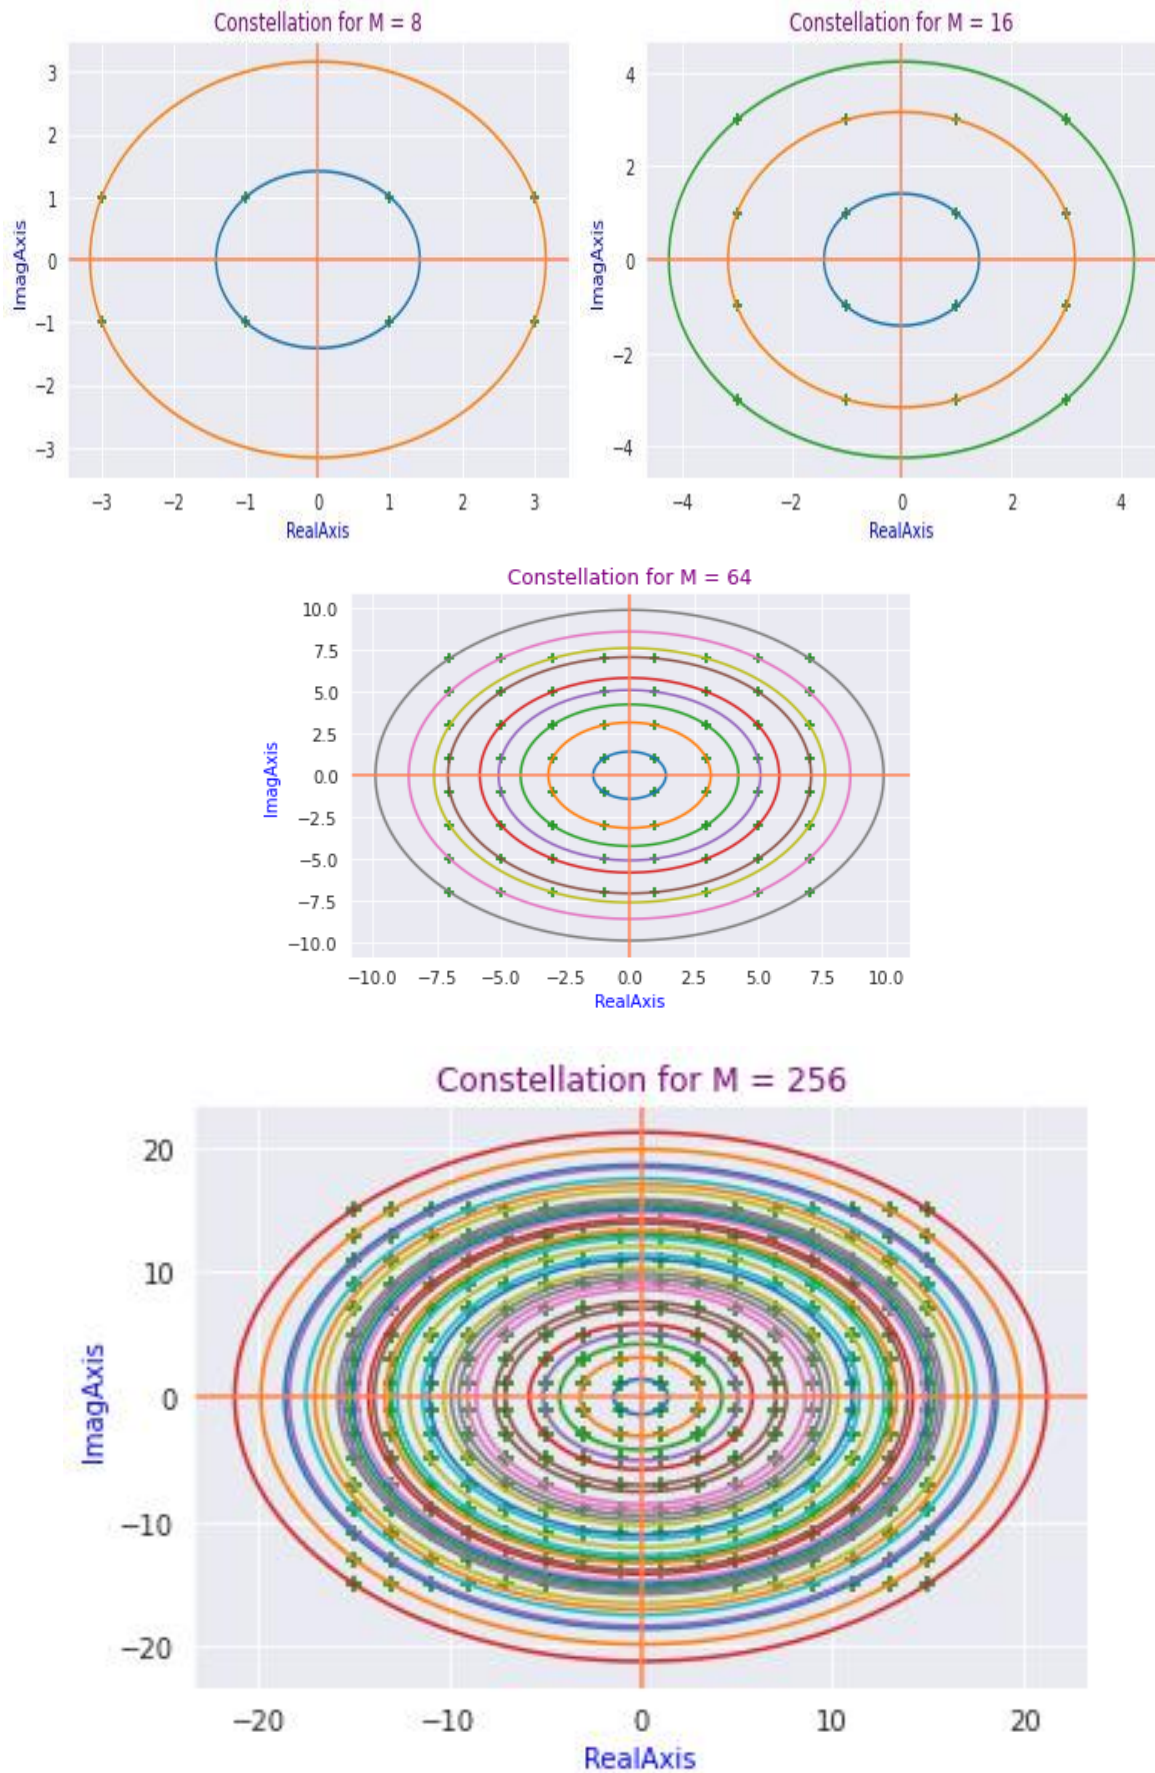 Constellation for M = 8
3
2
1
0
−1
−2
−3
ImagAxis
−3 −2 −1 0 1 2 3
RealAxis
Constellation for M = 16
4
2
0
−2
−4
ImagAxis
−4 −2 0 2 4
RealAxis
Constellation for M = 64
10.0
7.5
5.0
2.5
0.0
−2.5
−5.0
−7.5
−10.0
ImagAxis
−10.0 −7.5 −5.0 −2.5 0.0 2.5 5.0 7.5 10.0
RealAxis
Constellation for M = 256
20
10
0
−10
−20
ImagAxis
−20 −10 0 10 20
RealAxis